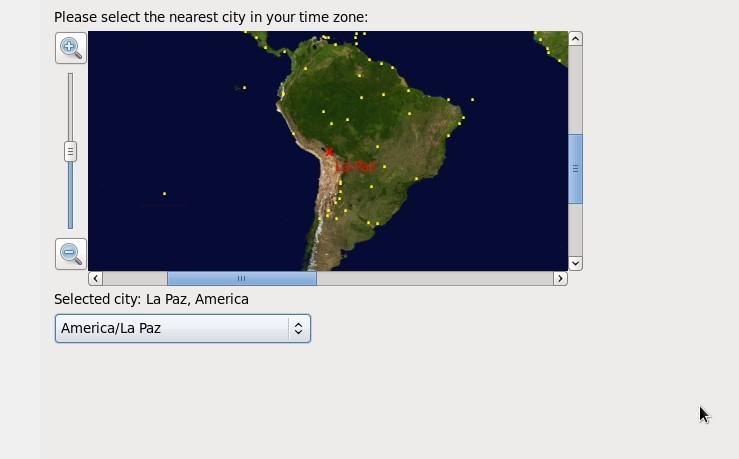 Please select the nearest city in your time zone:
La Paz
Selected city: La Paz, America
America/La Paz